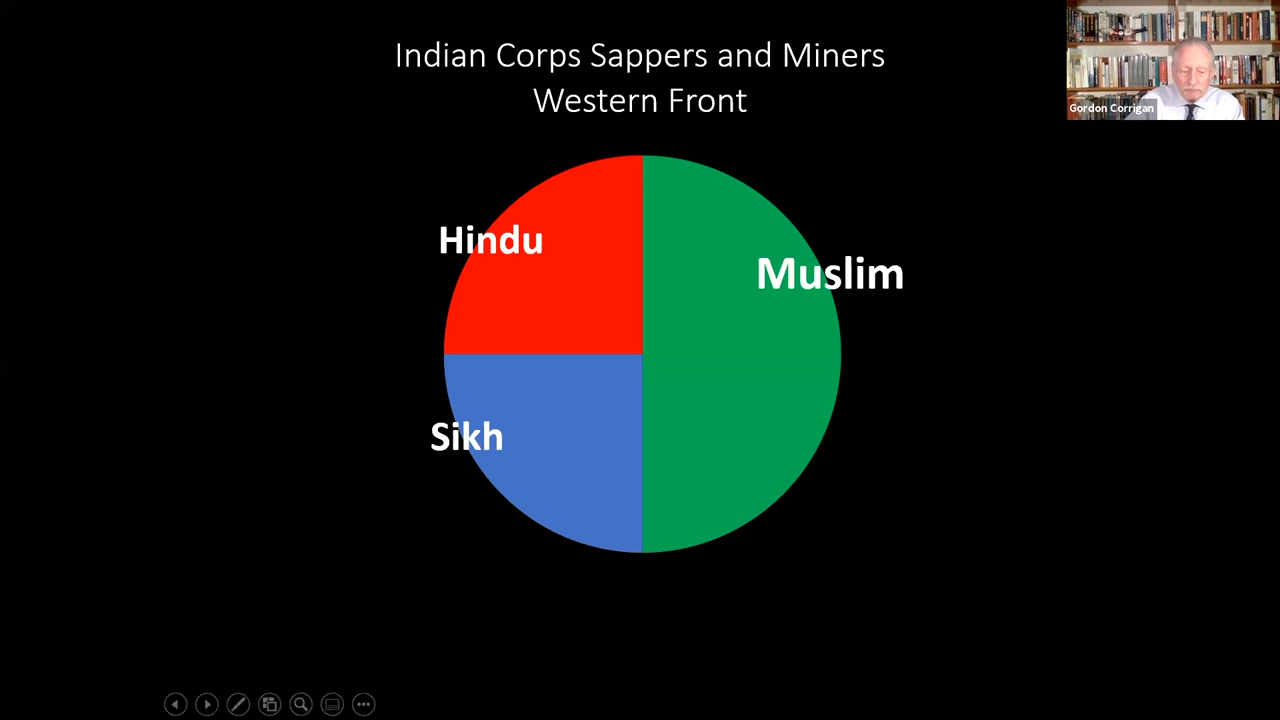 Indian Corps Sappers and Miners
Western Front
Gordon Corrigan
Hindu
Muslim
Sikh